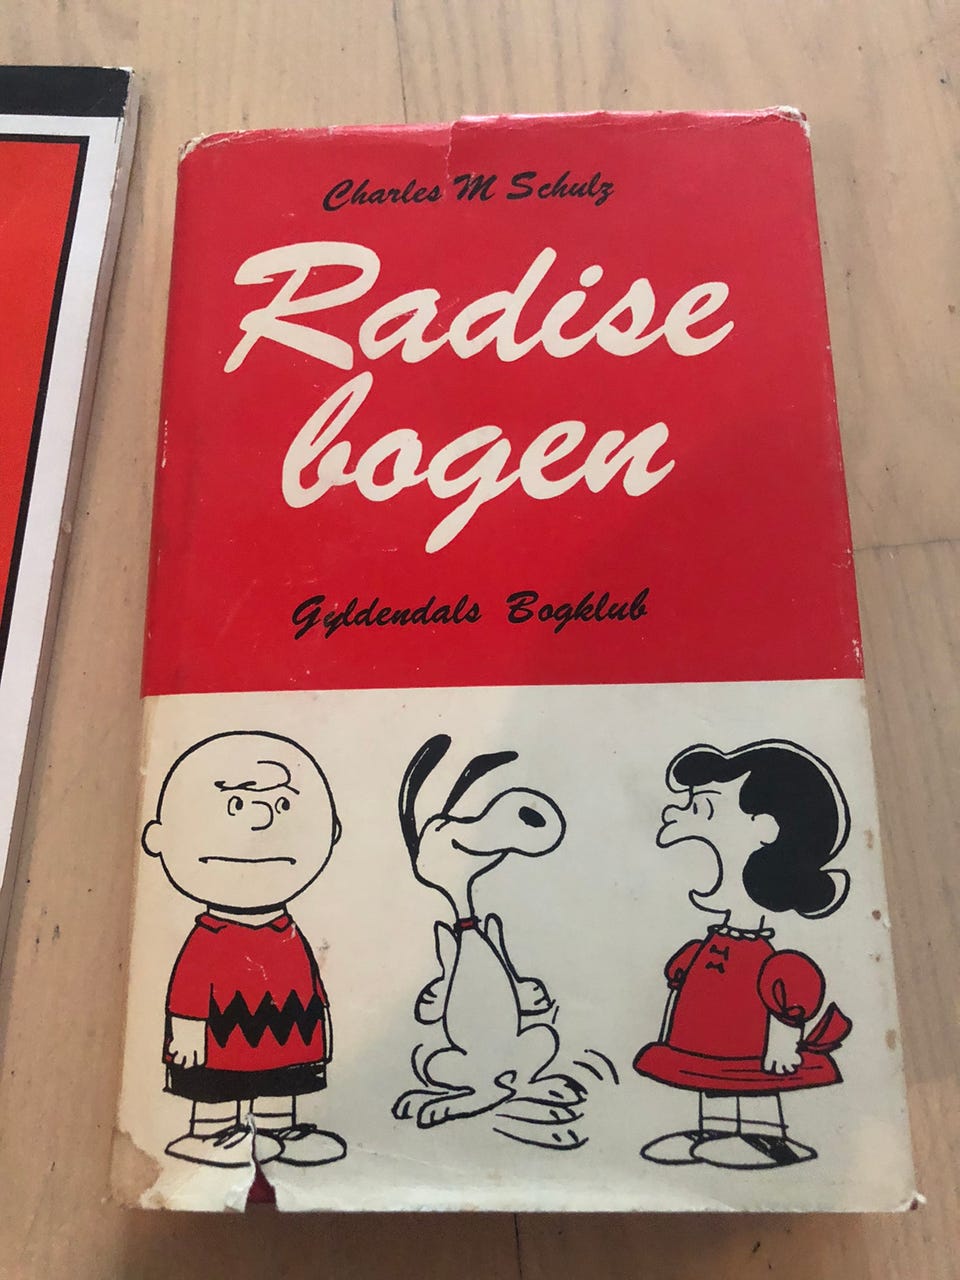 Charles M Schulz
Radise
bogen
Gyldendals Bogklub